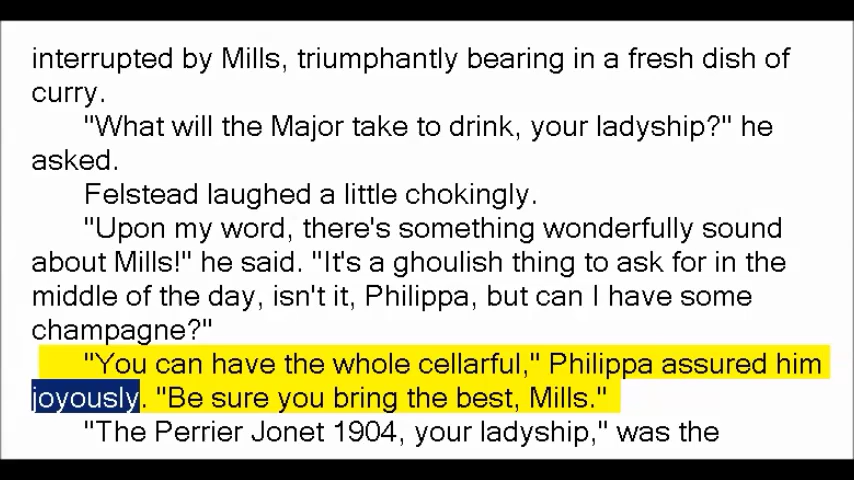 interrupted by Mills, triumphantly bearing in a fresh dish of
curry.
"What will the Major take to drink, your ladyship?" he
asked.
Felstead laughed a little chokingly.
"Upon my word, there's something wonderfully sound
about Mills!" he said. "It's a ghoulish thing to ask for in the
middle of the day, isn't it, Philippa, but can I have some
champagne?"
"You can have the whole cellarful," Philippa assured him
joyously. "Be sure you bring the best, Mills."
"The Perrier Jonet 1904, your ladyship," was the